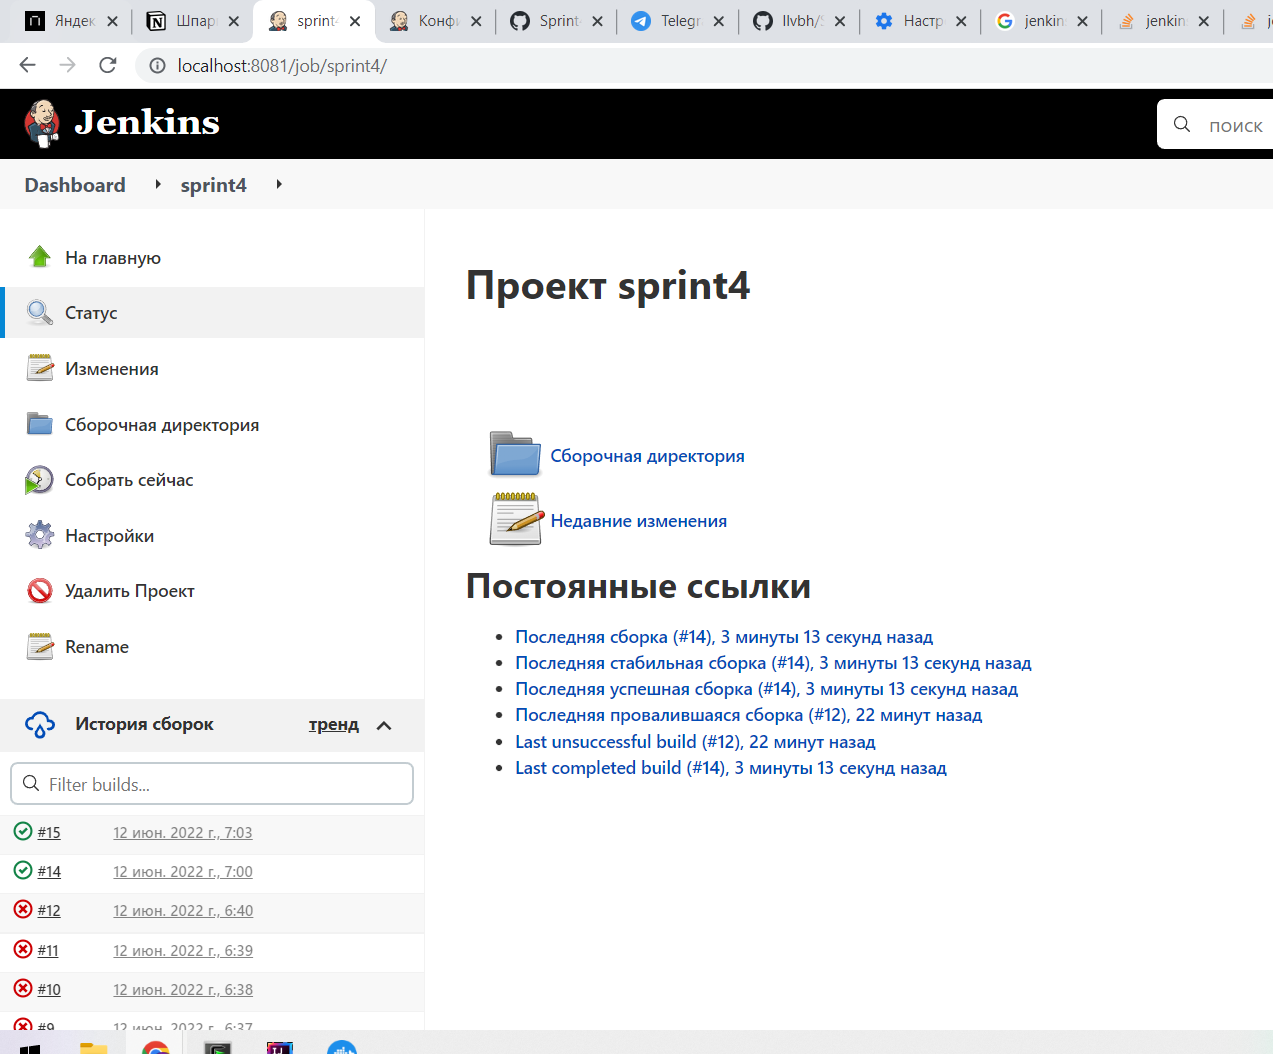 Яндек
Шпар
sprint4
Конфи
Sprint-
Telegr
llvbh/S
Настр
jenkin
jenkin
localhost:8081/job/sprint4/
Jenkins
поиск
Dashboard
sprint4
На главную
Статус
Изменения
Сборочная директория
Собрать сейчас
Настройки
Удалить Проект
Rename
История сборок
тренд
Filter builds...
#15 12 июн. 2022 г., 7:03
#14 12 июн. 2022 г., 7:00
#12 12 июн. 2022 г., 6:40
#11 12 июн. 2022 г., 6:39
#10 12 июн. 2022 г., 6:38
#9 12 июн. 2022 г., 6:37
Проект sprint4
Сборочная директория
Недавние изменения
Постоянные ссылки
Последняя сборка (#14), 3 минуты 13 секунд назад
Последняя стабильная сборка (#14), 3 минуты 13 секунд назад
Последняя успешная сборка (#14), 3 минуты 13 секунд назад
Последняя провалившаяся сборка (#12), 22 минут назад
Last unsuccessful build (#12), 22 минут назад
Last completed build (#14), 3 минуты 13 секунд назад